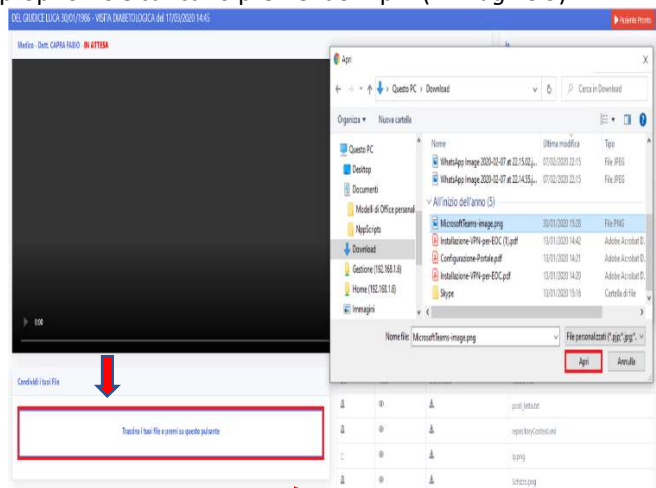 DEL GIUDICE LUCA 30/01/1986 - VISITA DIABETOLOGICA del 17/03/2020 14:45
Paziente Pronto
Medico - Dott. CAPRA FABIO - IN ATTESA
Io
Apri
Questo PC > Download
Cerca in Download
Organizza
Nuova cartella
Nome
Ultima modifica
Tipo
Questo PC
Desktop
Documenti
Modelli di Office personali
NppScripts
Download
Gestione (192.168.1.6)
Home (192.168.1.6)
Immagini
WhatsApp Image 2020-02-07 at 22.15.02.j... 07/02/2020 22:15 File JPEG
WhatsApp Image 2020-02-07 at 22.14.35.j... 07/02/2020 22:15 File JPEG
All'inizio dell'anno (5)
MicrosoftTeams-image.png 30/01/2020 15:28 File PNG
Installazione-VPN-per-EOC (1).pdf 13/01/2020 14:42 Adobe Acrobat D.
Configurazione-Portale.pdf 13/01/2020 14:21 Adobe Acrobat D.
Installazione-VPN-per-EOC.pdf 13/01/2020 14:20 Adobe Acrobat D.
Skype 13/01/2020 15:16 Cartella di file
Nome file: MicrosoftTeams-image.png
File personalizzati (*.pjp;*.jpg;*.
Apri
Annulla
0:00
Condividi i tuoi File
Trascina i tuoi file o premi su questo pulsante
repositoryContext.xml
Schizzo.png